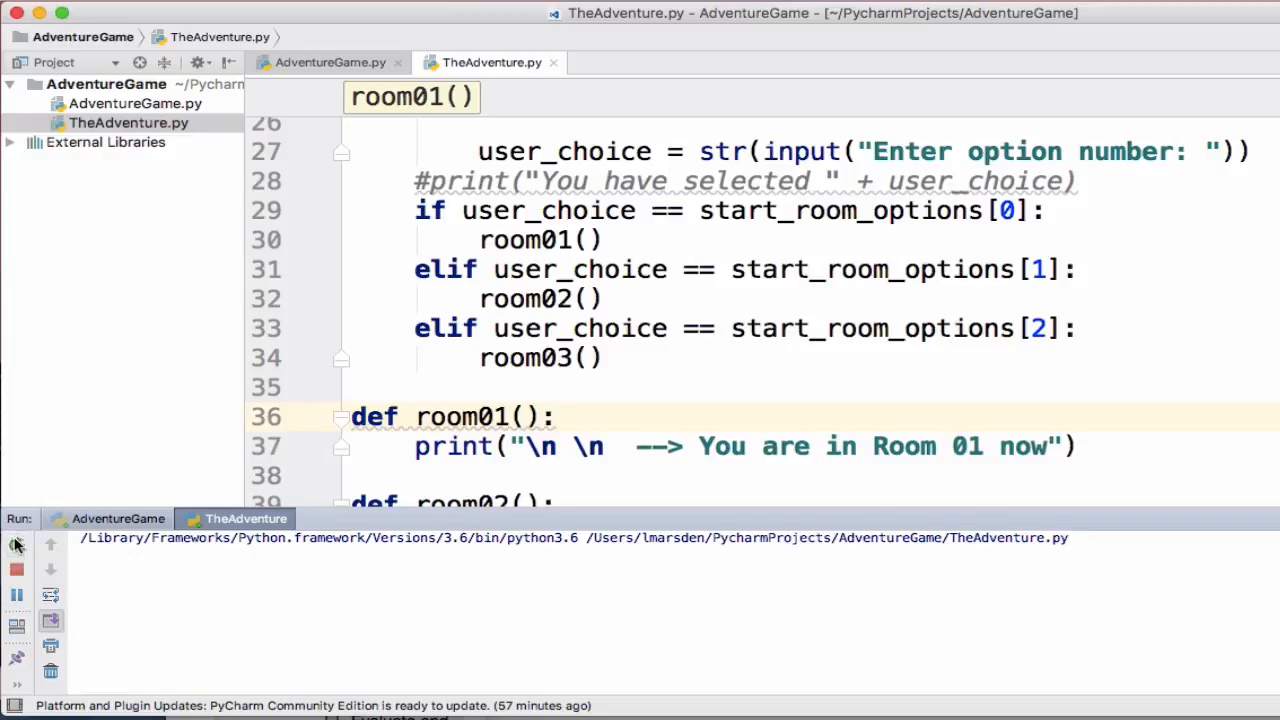 TheAdventure.py - AdventureGame - [~/PycharmProjects/AdventureGame]
AdventureGame TheAdventure.py
Project AdventureGame.py TheAdventure.py
AdventureGame ~/Pycharm
AdventureGame.py
TheAdventure.py
External Libraries
room01()
26
27 user_choice = str(input("Enter option number: "))
28 #print("You have selected " + user_choice)
29 if user_choice == start_room_options[0]:
30 room01()
31 elif user_choice == start_room_options[1]:
32 room02()
33 elif user_choice == start_room_options[2]:
34 room03()
35
36 def room01():
37 print("\n \n --> You are in Room 01 now")
38
39 def room02():
Run: AdventureGame TheAdventure
/Library/Frameworks/Python.framework/Versions/3.6/bin/python3.6 /Users/lmarsden/PycharmProjects/AdventureGame/TheAdventure.py
Platform and Plugin Updates: PyCharm Community Edition is ready to update. (57 minutes ago)